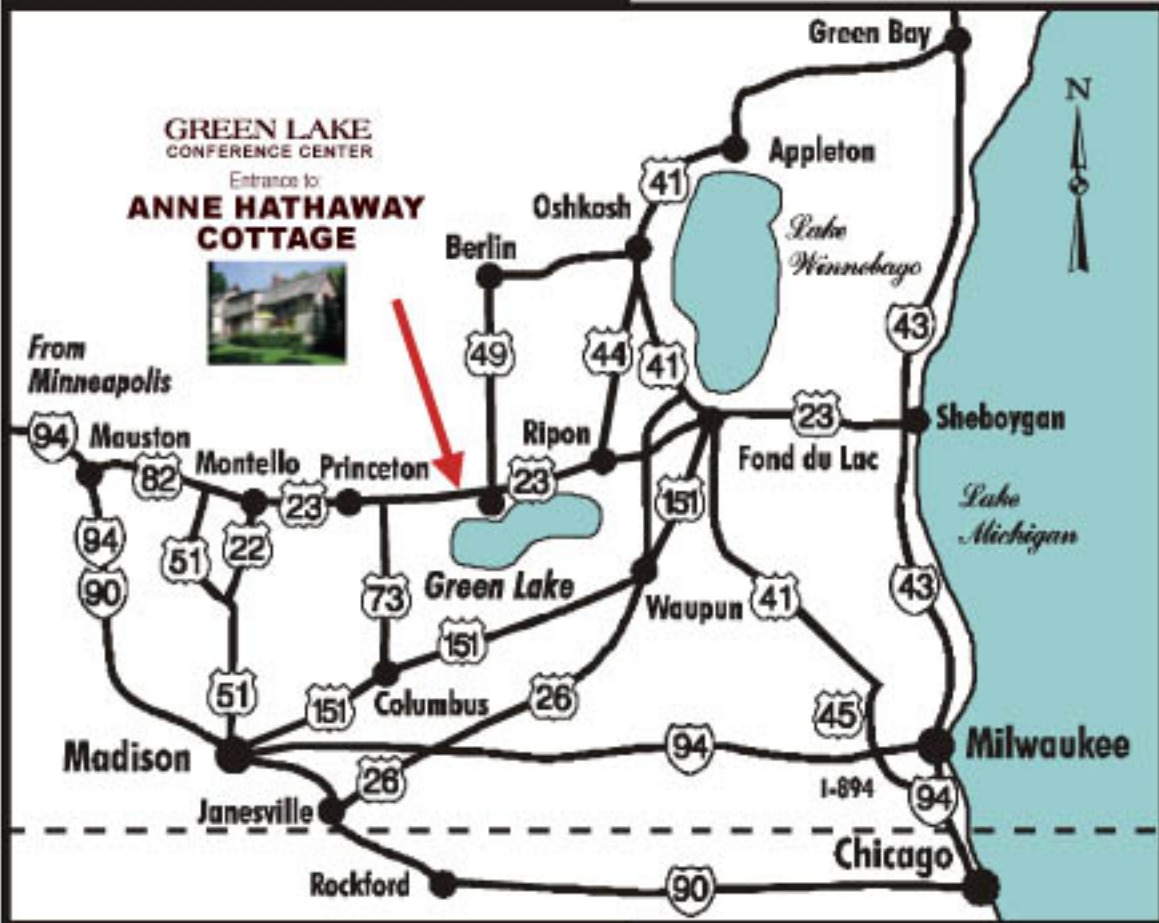 Green Bay
N
GREEN LAKE
CONFERENCE CENTER
Entrance to:
ANNE HATHAWAY
COTTAGE
Appleton
41
Oshkosh
Berlin
Lake
Winnebago
From
Minneapolis
49
44
41
43
94
Mauston
82
Montello
Princeton
23
Ripon
23
23
Sheboygan
Fond du Lac
151
Lake
Michigan
94
90
51
22
73
Green Lake
Waupun
41
43
151
51
151
Columbus
26
45
Madison
94
Milwaukee
26
I-894
94
Janesville
Chicago
Rockford
90